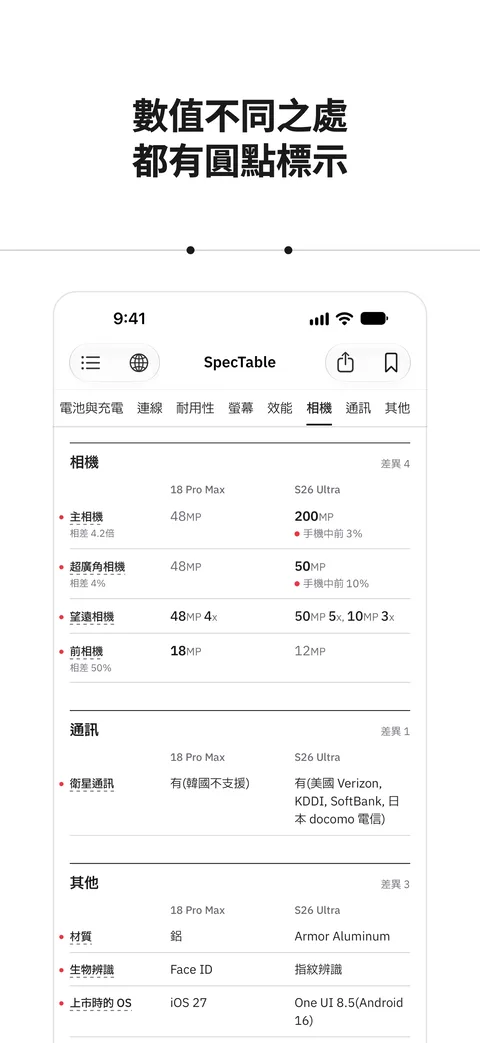 數值不同之處
都有圓點標示
9:41
SpecTable
電池與充電 連線 耐用性 螢幕 效能 相機 通訊 其他
相機 差異 4
18 Pro Max S26 Ultra
主相機 48MP 200MP
相差 4.2倍 手機中前 3%
超廣角相機 48MP 50MP
相差 4% 手機中前 10%
望遠相機 48MP 4x 50MP 5x, 10MP 3x
前相機 18MP 12MP
相差 50%
通訊 差異 1
18 Pro Max S26 Ultra
衛星通訊 有(韓國不支援) 有(美國 Verizon,
KDDI, SoftBank, 日
本 docomo 電信)
其他 差異 3
18 Pro Max S26 Ultra
材質 鋁 Armor Aluminum
生物辨識 Face ID 指紋辨識
上市時的 OS iOS 27 One UI 8.5(Android
16)